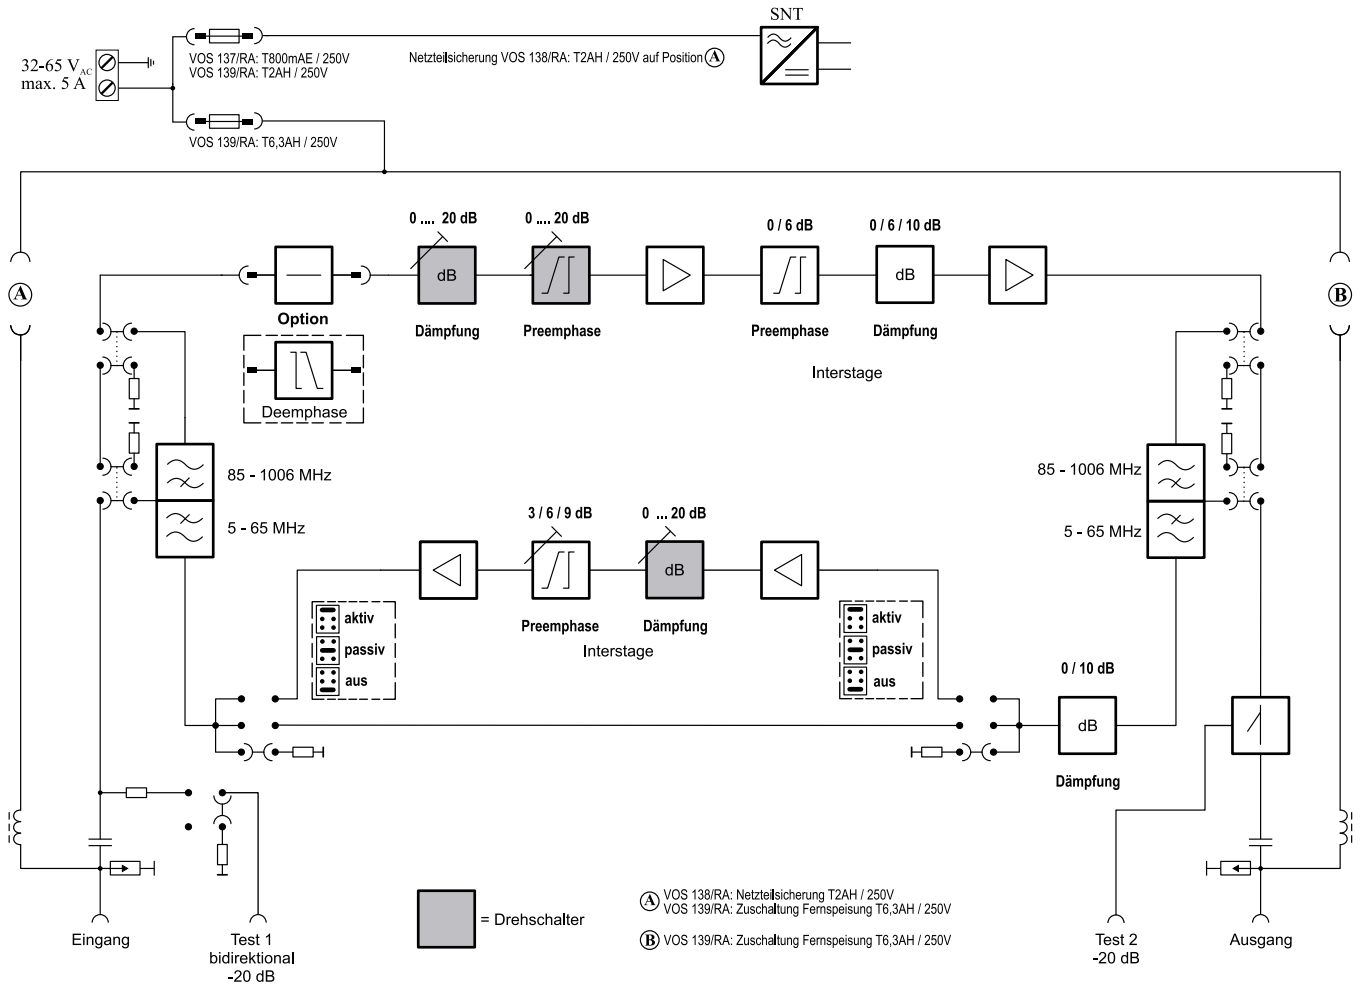 SNT
32-65 V AC
max. 5 A
VOS 137/RA: T800mAE / 250V
VOS 139/RA: T2AH / 250V
Netzteilsicherung VOS 138/RA: T2AH / 250V auf Position A
VOS 139/RA: T6,3AH / 250V
0 .... 20 dB
0 .... 20 dB
0 / 6 dB
0 / 6 / 10 dB
A
dB
dB
B
Option
Dämpfung
Preemphase
Preemphase
Dämpfung
Interstage
Deemphase
85 - 1006 MHz
5 - 65 MHz
85 - 1006 MHz
5 - 65 MHz
3 / 6 / 9 dB
0 ... 20 dB
dB
aktiv
passiv
aus
Preemphase
Dämpfung
Interstage
aktiv
passiv
aus
0 / 10 dB
dB
Dämpfung
= Drehschalter
A VOS 138/RA: Netzteilsicherung T2AH / 250V
VOS 139/RA: Zuschaltung Fernspeisung T6,3AH / 250V
B VOS 139/RA: Zuschaltung Fernspeisung T6,3AH / 250V
Eingang
Test 1
bidirektional
-20 dB
Test 2
-20 dB
Ausgang